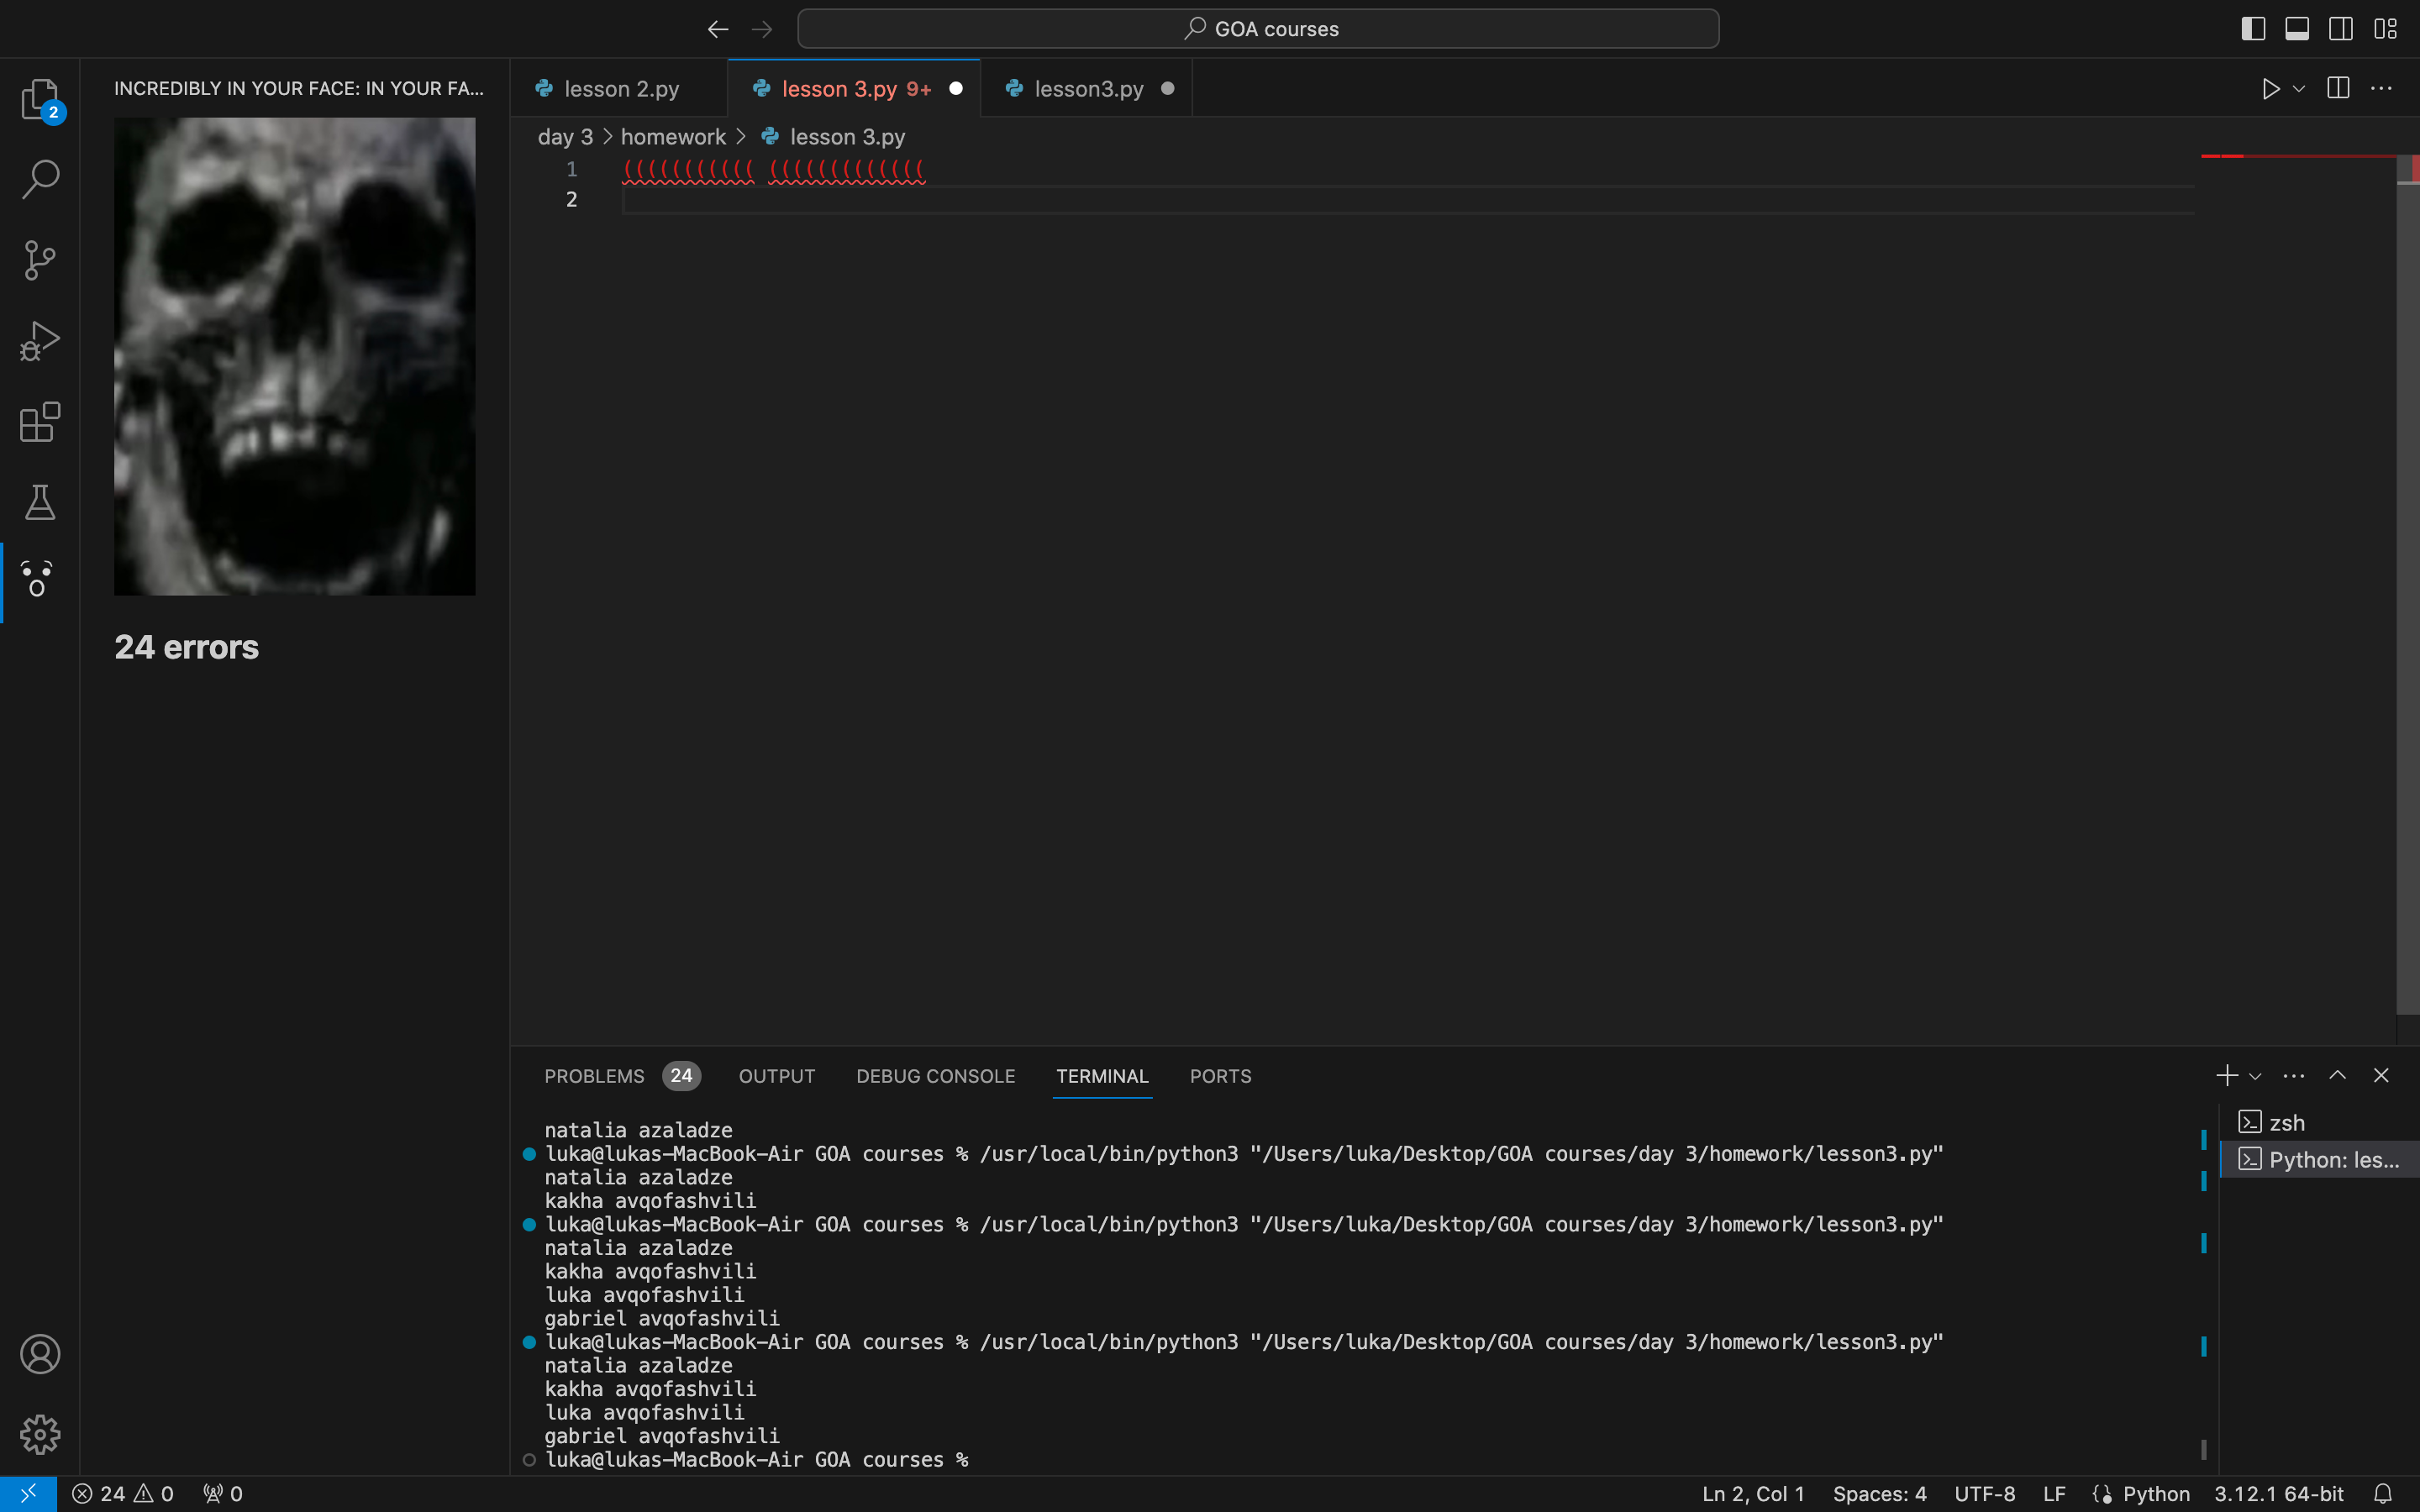 GOA courses
INCREDIBLY IN YOUR FACE: IN YOUR FA...
lesson 2.py
lesson 3.py 9+
lesson3.py
2
day 3 > homework > lesson 3.py
1 ((((((((((( (((((((((((((
2
24 errors
PROBLEMS 24 OUTPUT DEBUG CONSOLE TERMINAL PORTS
natalia azaladze
luka@lukas-MacBook-Air GOA courses % /usr/local/bin/python3 "/Users/luka/Desktop/GOA courses/day 3/homework/lesson3.py"
natalia azaladze
kakha avqofashvili
luka@lukas-MacBook-Air GOA courses % /usr/local/bin/python3 "/Users/luka/Desktop/GOA courses/day 3/homework/lesson3.py"
natalia azaladze
kakha avqofashvili
luka avqofashvili
gabriel avqofashvili
luka@lukas-MacBook-Air GOA courses % /usr/local/bin/python3 "/Users/luka/Desktop/GOA courses/day 3/homework/lesson3.py"
natalia azaladze
kakha avqofashvili
luka avqofashvili
gabriel avqofashvili
luka@lukas-MacBook-Air GOA courses %
zsh
Python: les...
24 0 0
Ln 2, Col 1 Spaces: 4 UTF-8 LF Python 3.12.1 64-bit